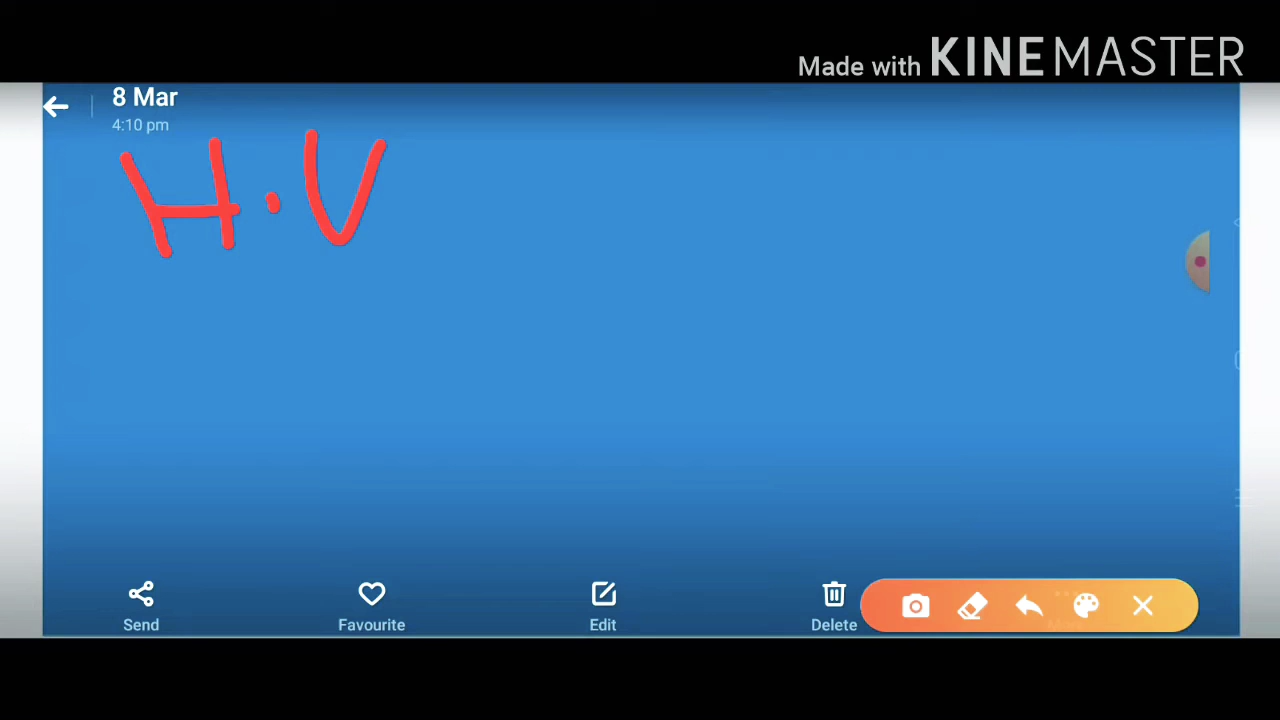 Made with KINEMASTER
8 Mar
4:10 pm
H.V
Send
Favourite
Edit
Delete